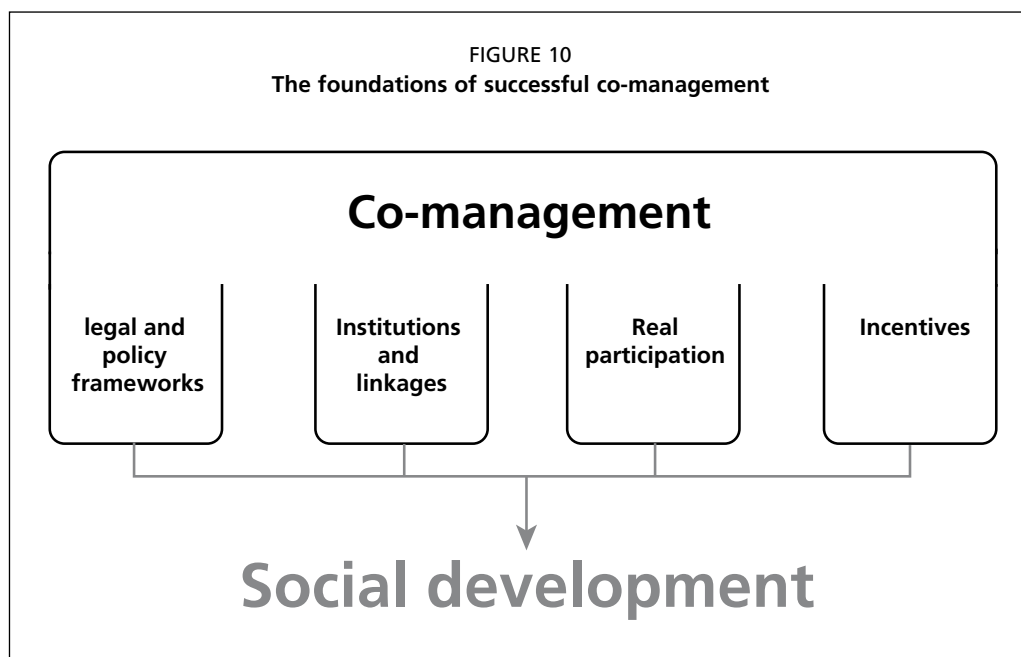 FIGURE 10
The foundations of successful co-management
Co-management
legal and
policy
frameworks
Institutions
and
linkages
Real
participation
Incentives
Social development